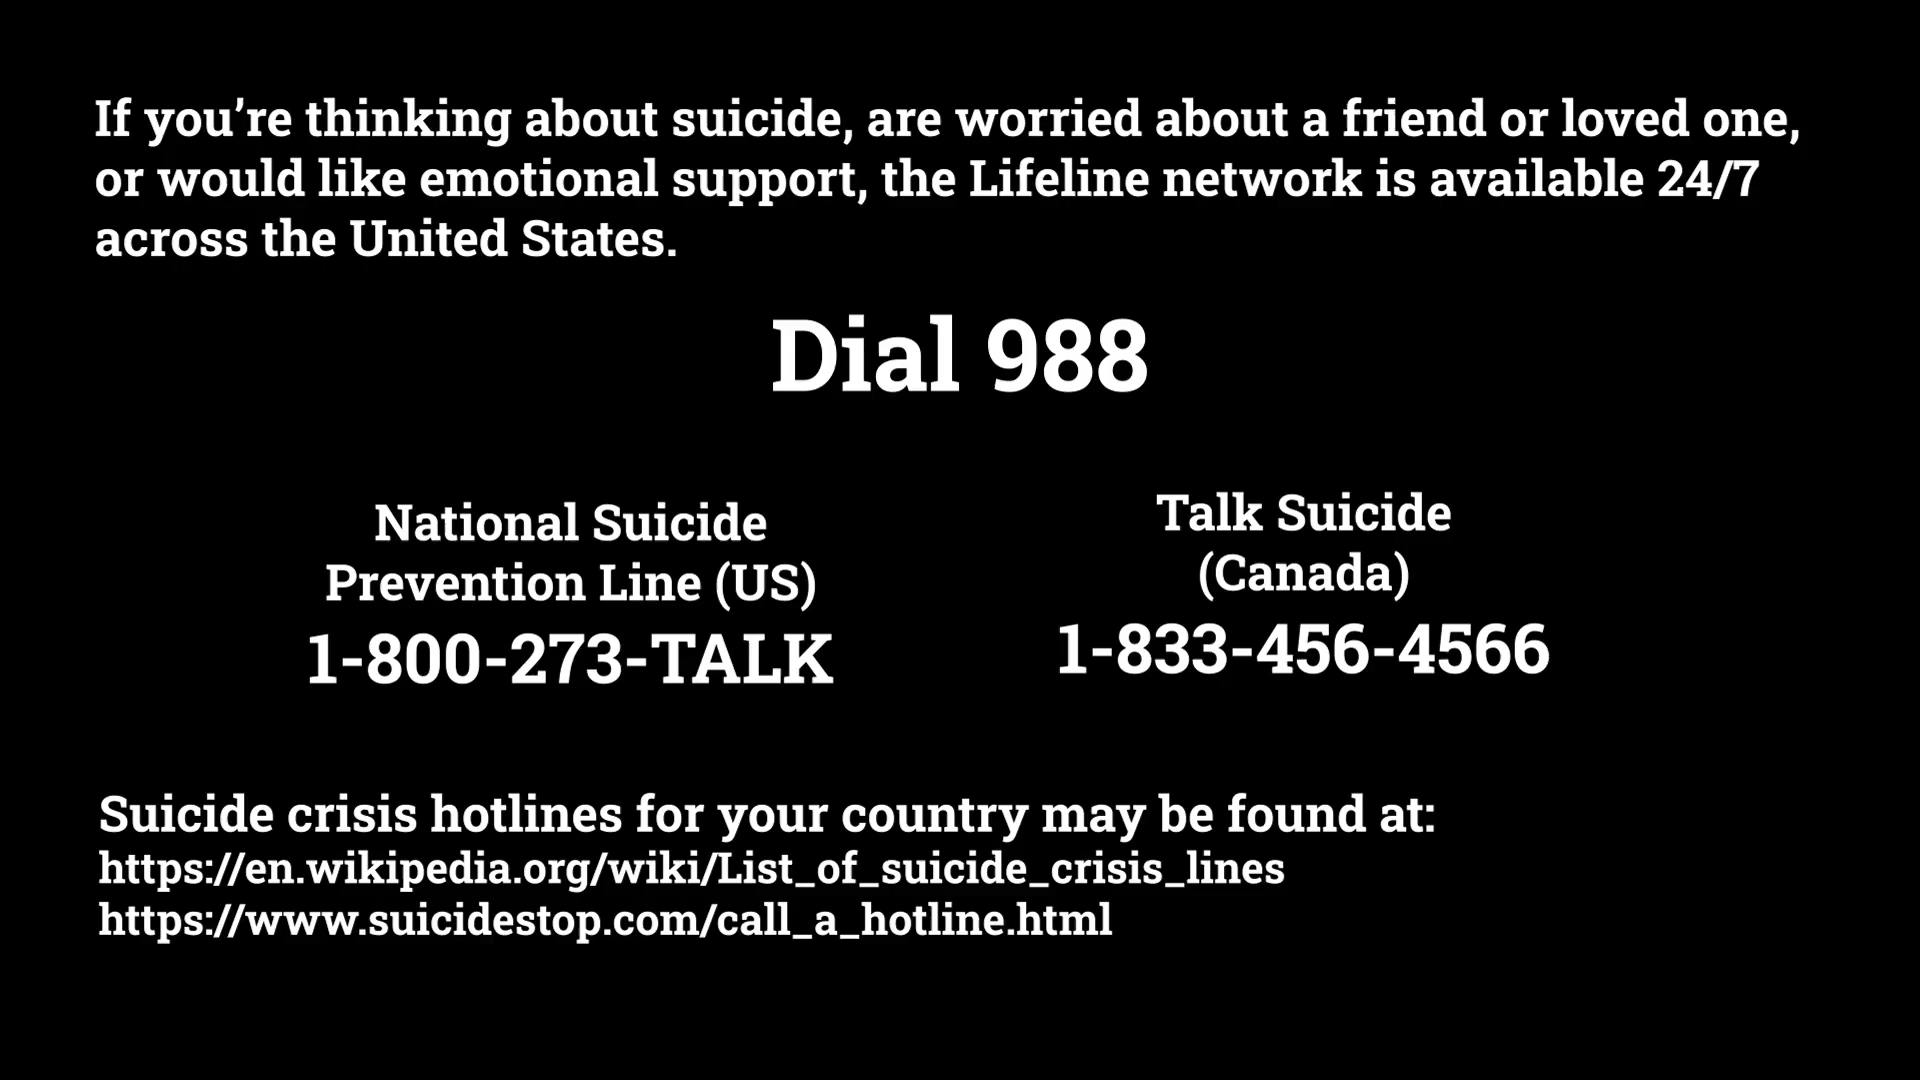 If you’re thinking about suicide, are worried about a friend or loved one,
or would like emotional support, the Lifeline network is available 24/7
across the United States.
Dial 988
National Suicide
Prevention Line (US)
1-800-273-TALK
Talk Suicide
(Canada)
1-833-456-4566
Suicide crisis hotlines for your country may be found at:
https://en.wikipedia.org/wiki/List_of_suicide_crisis_lines
https://www.suicidestop.com/call_a_hotline.html